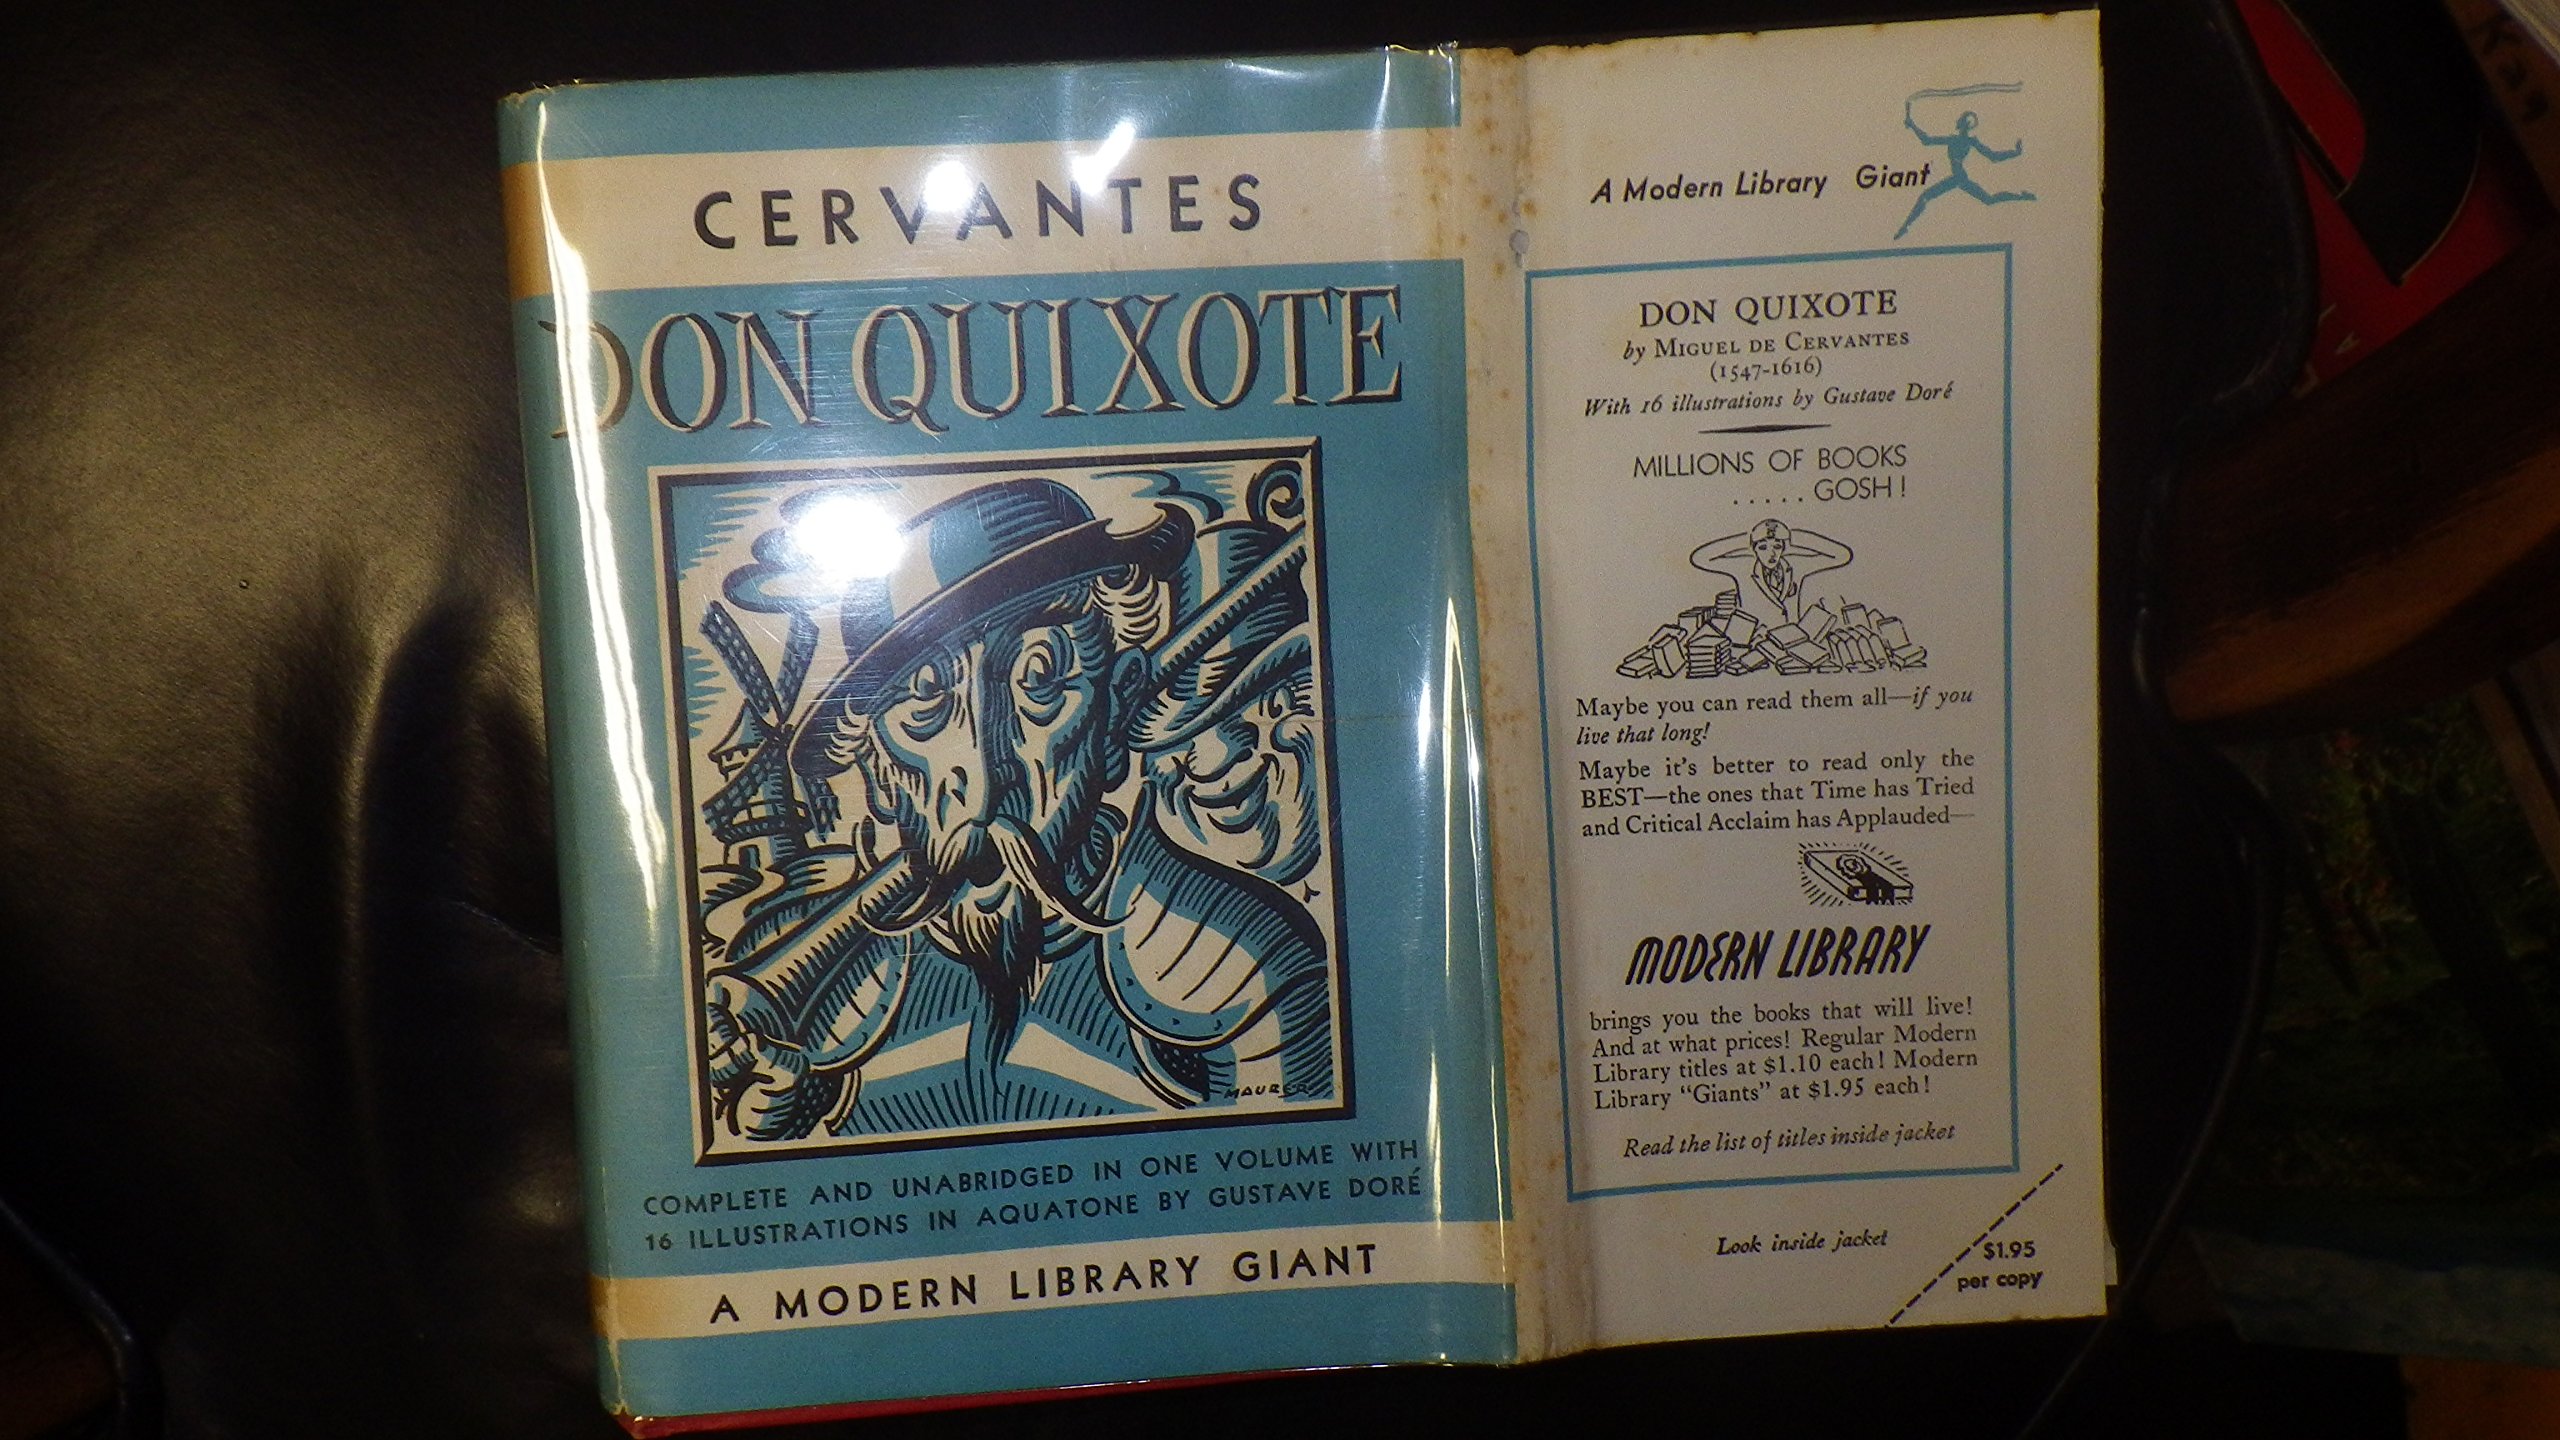 CERVANTES
DON QUIXOTE
MAURER
COMPLETE AND UNABRIDGED IN ONE VOLUME WITH
16 ILLUSTRATIONS IN AQUATONE BY GUSTAVE DORÉ
A MODERN LIBRARY GIANT
A Modern Library Giant
DON QUIXOTE
by MIGUEL DE CERVANTES
(1547-1616)
With 16 illustrations by Gustave Doré
MILLIONS OF BOOKS
. . . . . GOSH!
Maybe you can read them all—if you
live that long!
Maybe it's better to read only the
BEST—the ones that Time has Tried
and Critical Acclaim has Applauded—
MODERN LIBRARY
brings you the books that will live!
And at what prices! Regular Modern
Library titles at $1.10 each! Modern
Library "Giants" at $1.95 each!
Read the list of titles inside jacket
Look inside jacket
$1.95
per copy